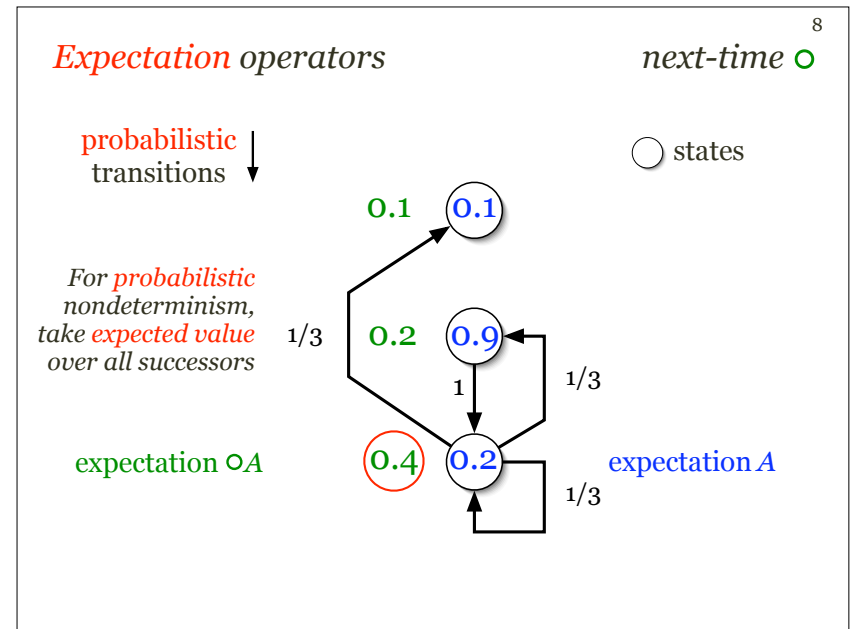 8
Expectation operators
next-time ○
probabilistic
transitions
states
0.1
0.1
For probabilistic
nondeterminism,
take expected value
over all successors
1/3
0.2
0.9
1
1/3
expectation ○A
0.4
0.2
expectation A
1/3